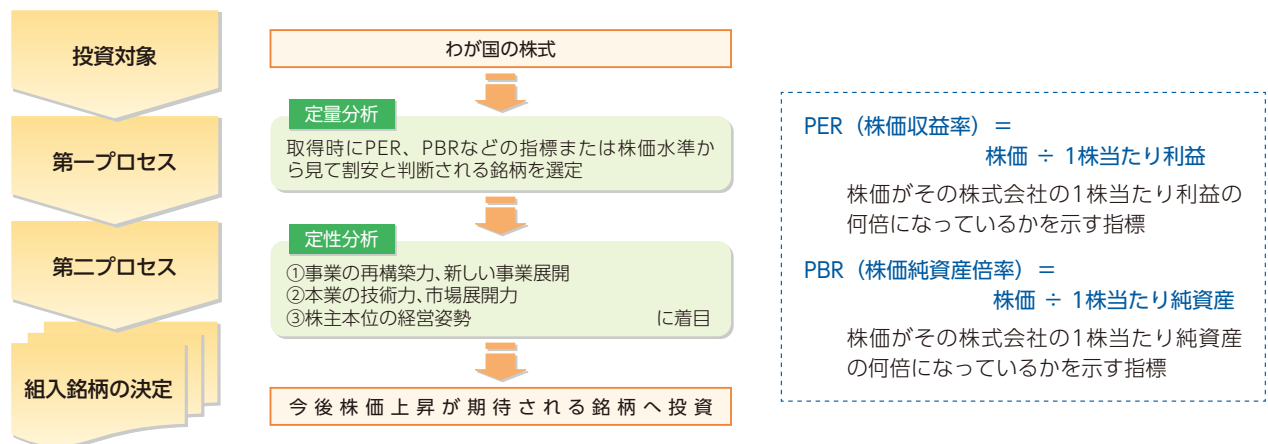 投資対象
わが国の株式
第一プロセス
定量分析
取得時にPER、PBRなどの指標または株価水準か
ら見て割安と判断される銘柄を選定
第二プロセス
定性分析
①事業の再構築力、新しい事業展開
②本業の技術力、市場展開力
③株主本位の経営姿勢 に着目
組入銘柄の決定
今後株価上昇が期待される銘柄へ投資
PER（株価収益率）＝
株価 ÷ 1株当たり利益
株価がその株式会社の1株当たり利益の
何倍になっているかを示す指標
PBR（株価純資産倍率）＝
株価 ÷ 1株当たり純資産
株価がその株式会社の1株当たり純資産
の何倍になっているかを示す指標